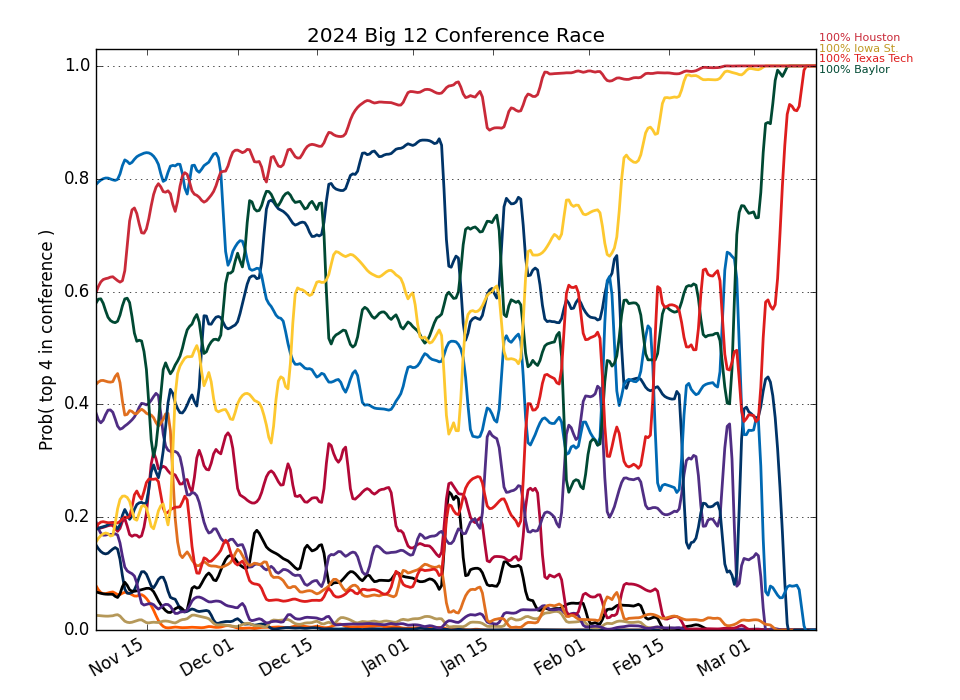 2024 Big 12 Conference Race
100% Houston
100% Iowa St.
100% Texas Tech
100% Baylor
1.0
0.8
0.6
0.4
0.2
0.0
Prob( top 4 in conference )
Nov 15
Dec 01
Dec 15
Jan 01
Jan 15
Feb 01
Feb 15
Mar 01